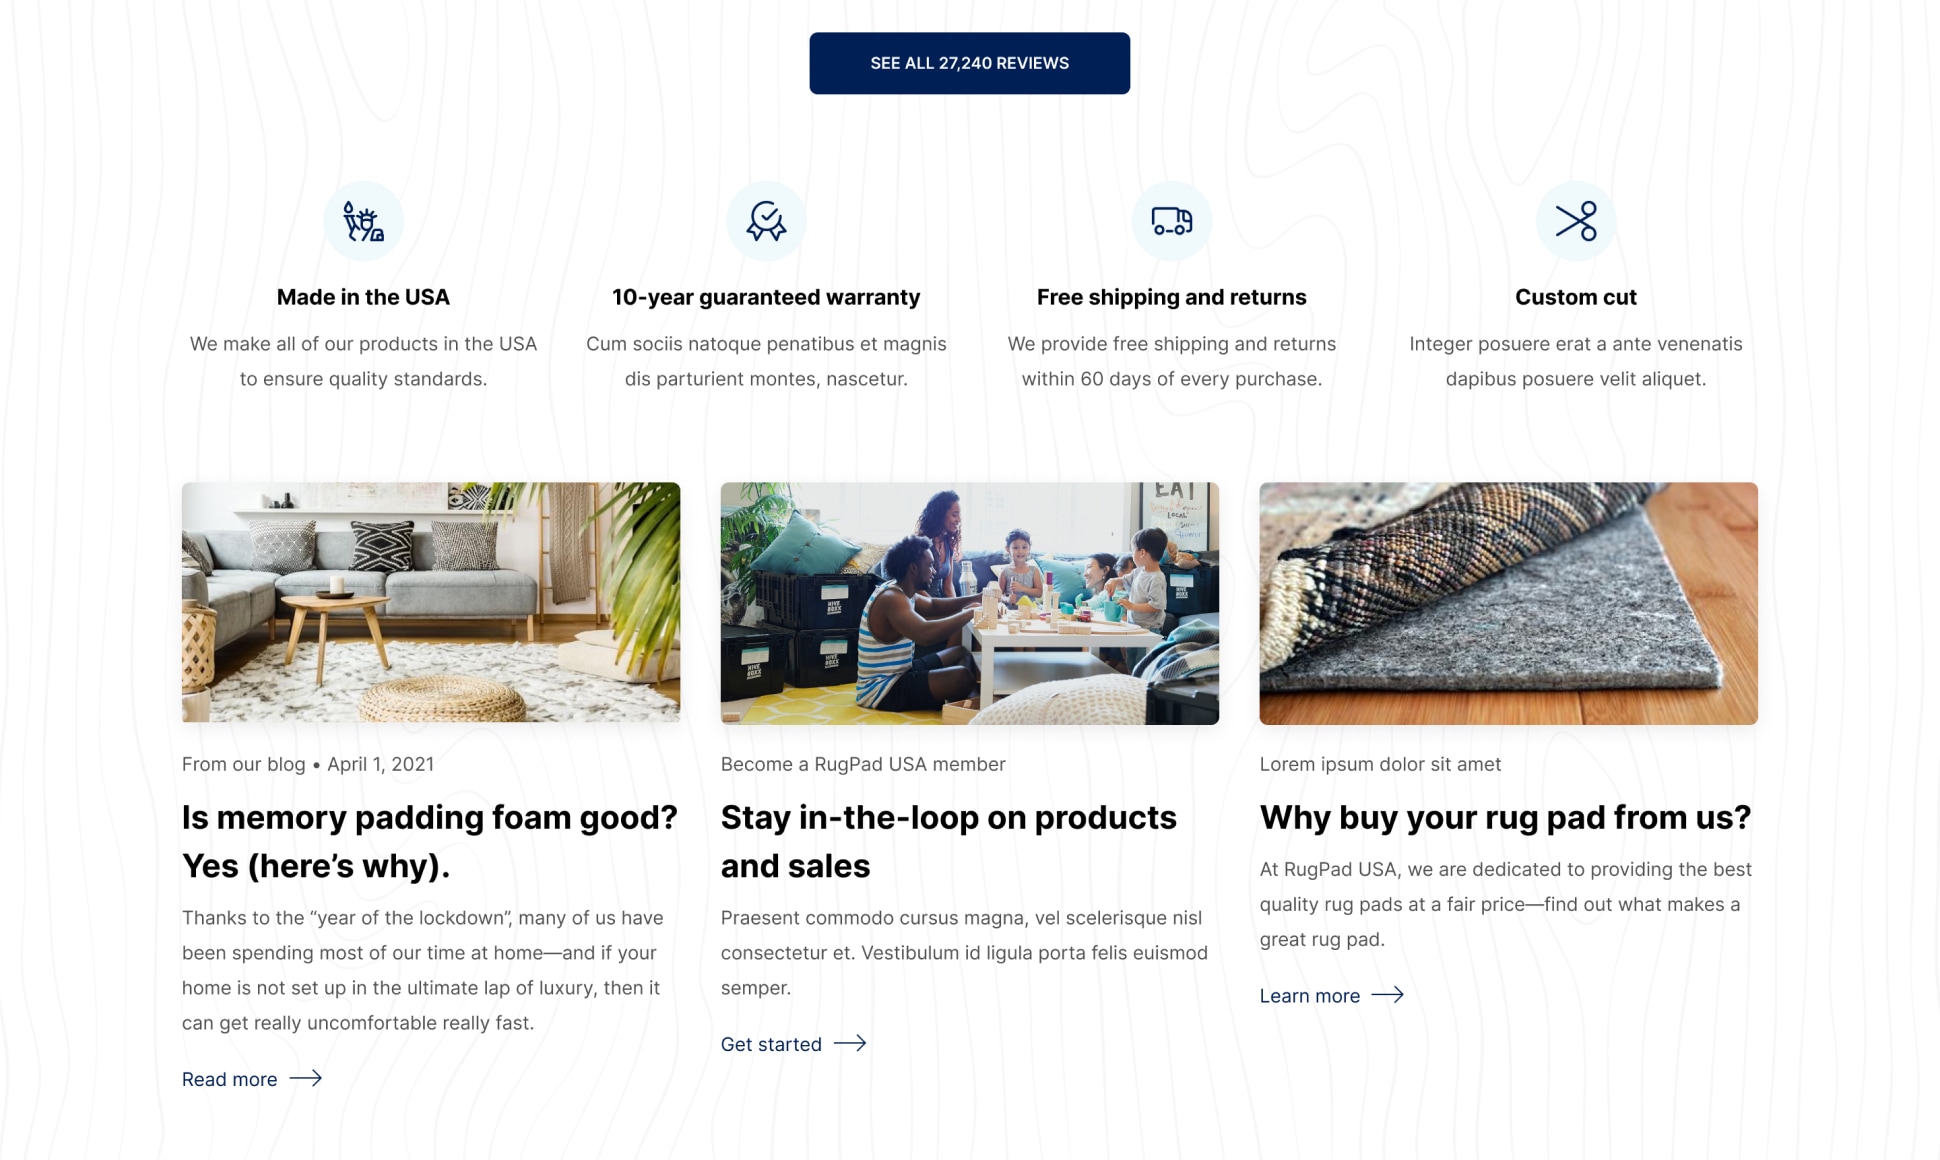 SEE ALL 27,240 REVIEWS
Made in the USA
We make all of our products in the USA
to ensure quality standards.
10-year guaranteed warranty
Cum sociis natoque penatibus et magnis
dis parturient montes, nascetur.
Free shipping and returns
We provide free shipping and returns
within 60 days of every purchase.
Custom cut
Integer posuere erat a ante venenatis
dapibus posuere velit aliquet.
From our blog • April 1, 2021
Is memory padding foam good?
Yes (here’s why).
Thanks to the “year of the lockdown”, many of us have
been spending most of our time at home—and if your
home is not set up in the ultimate lap of luxury, then it
can get really uncomfortable really fast.
Read more
EAT
LOCAL
HIVE
BOXX
HIVE
BOXX
HIVE
BOXX
Become a RugPad USA member
Stay in-the-loop on products
and sales
Praesent commodo cursus magna, vel scelerisque nisl
consectetur et. Vestibulum id ligula porta felis euismod
semper.
Get started
Lorem ipsum dolor sit amet
Why buy your rug pad from us?
At RugPad USA, we are dedicated to providing the best
quality rug pads at a fair price—find out what makes a
great rug pad.
Learn more